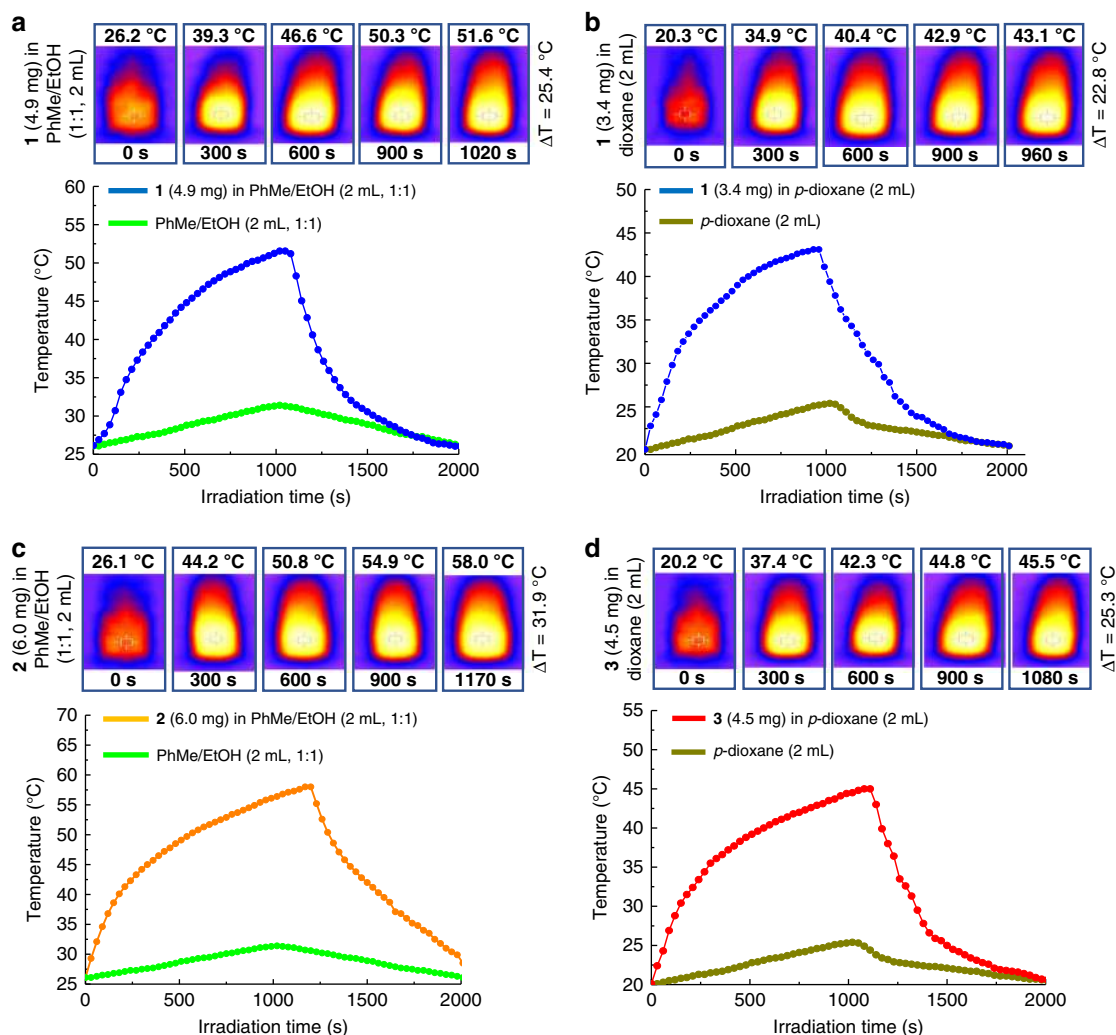 a
26.2 °C 39.3 °C 46.6 °C 50.3 °C 51.6 °C
1 (4.9 mg) in
PhMe/EtOH
(1:1, 2 mL)
0 s 300 s 600 s 900 s 1020 s
ΔT = 25.4 °C
60
55
50
45
40
35
30
25
Temperature (°C)
1 (4.9 mg) in PhMe/EtOH (2 mL, 1:1)
PhMe/EtOH (2 mL, 1:1)
0 500 1000 1500 2000
Irradiation time (s)
b
20.3 °C 34.9 °C 40.4 °C 42.9 °C 43.1 °C
1 (3.4 mg) in
dioxane (2 mL)
0 s 300 s 600 s 900 s 960 s
ΔT = 22.8 °C
50
45
40
35
30
25
20
Temperature (°C)
1 (3.4 mg) in p-dioxane (2 mL)
p-dioxane (2 mL)
0 500 1000 1500 2000
Irradiation time (s)
c
26.1 °C 44.2 °C 50.8 °C 54.9 °C 58.0 °C
2 (6.0 mg) in
PhMe/EtOH
(1:1, 2 mL)
0 s 300 s 600 s 900 s 1170 s
ΔT = 31.9 °C
70
65
60
55
50
45
40
35
30
25
Temperature (°C)
2 (6.0 mg) in PhMe/EtOH (2 mL, 1:1)
PhMe/EtOH (2 mL, 1:1)
0 500 1000 1500 2000
Irradiation time (s)
d
20.2 °C 37.4 °C 42.3 °C 44.8 °C 45.5 °C
3 (4.5 mg) in
dioxane (2 mL)
0 s 300 s 600 s 900 s 1080 s
ΔT = 25.3 °C
55
50
45
40
35
30
25
20
Temperature (°C)
3 (4.5 mg) in p-dioxane (2 mL)
p-dioxane (2 mL)
0 500 1000 1500 2000
Irradiation time (s)